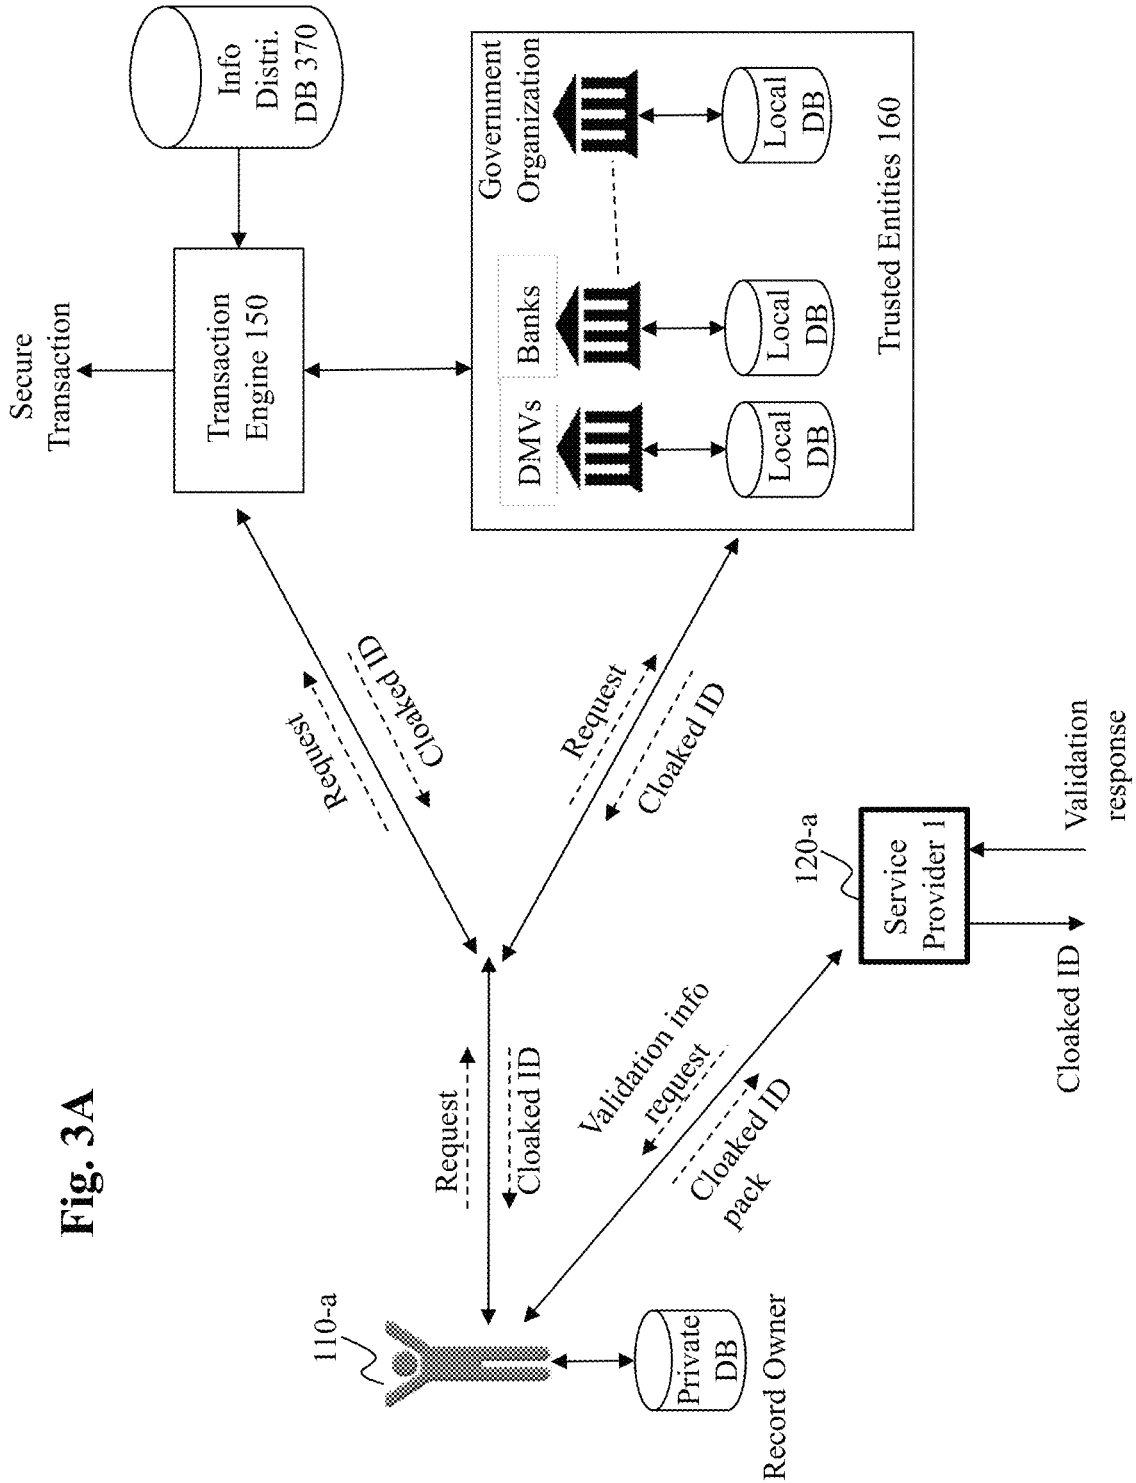 Fig. 3A
Secure
Transaction
Transaction
Engine 150
Info
Distri.
DB 370
Request
Cloaked ID
Request
Cloaked ID
Request
Cloaked ID
110-a
Private
DB
Record Owner
Validation info
request
Cloaked ID
pack
120-a
Service
Provider 1
Cloaked ID
Validation
response
DMVs
Banks
Government
Organization
Local
DB
Local
DB
Local
DB
Trusted Entities 160